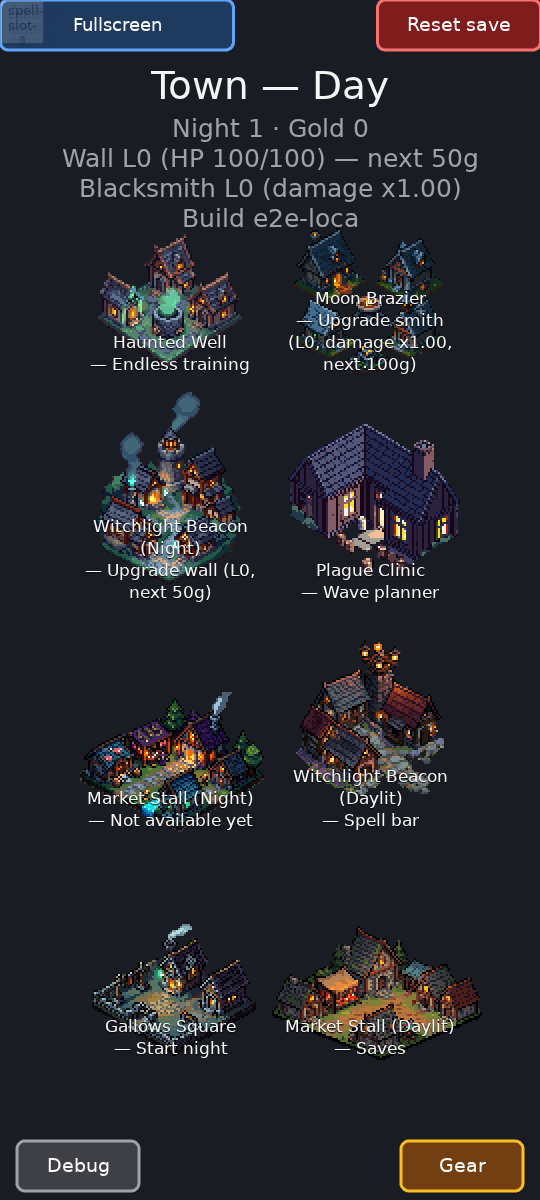 spell-
slot-
Fullscreen
Reset save
Town — Day
Night 1 · Gold 0
Wall L0 (HP 100/100) — next 50g
Blacksmith L0 (damage x1.00)
Build e2e-loca
Haunted Well
— Endless training
Moon Brazier
— Upgrade smith
(L0, damage x1.00,
next 100g)
Witchlight Beacon
(Night)
— Upgrade wall (L0,
next 50g)
Plague Clinic
— Wave planner
Market Stall (Night)
— Not available yet
Witchlight Beacon
(Daylit)
— Spell bar
Gallows Square
— Start night
Market Stall (Daylit)
— Saves
Debug
Gear